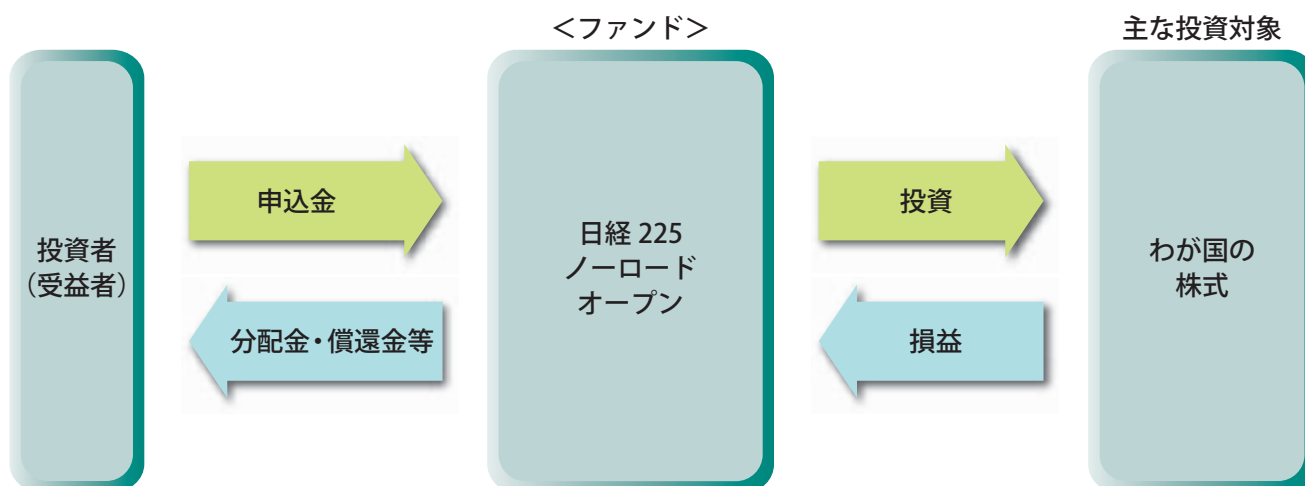 <ファンド>
主な投資対象
投資者
(受益者)
申込金
分配金・償還金等
日経 225
ノーロード
オープン
投資
損益
わが国の
株式